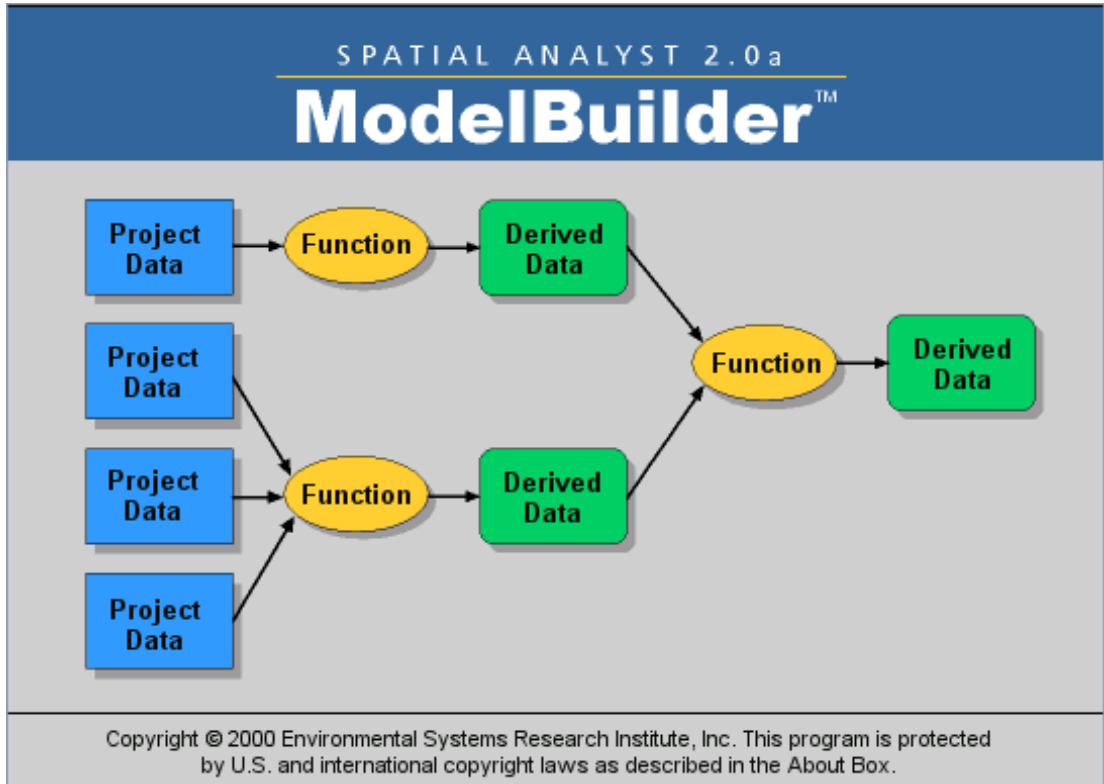 SPATIAL ANALYST 2.0a
ModelBuilder™
Project
Data
Function
Derived
Data
Project
Data
Function
Derived
Data
Project
Data
Function
Derived
Data
Project
Data
Copyright © 2000 Environmental Systems Research Institute, Inc. This program is protected
by U.S. and international copyright laws as described in the About Box.